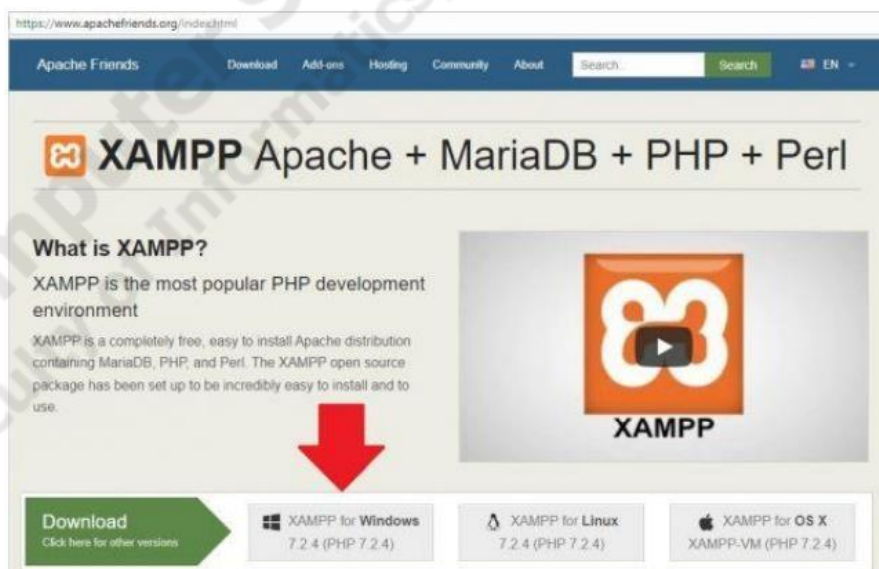 https://www.apachefriends.org/index.html
Apache Friends Download Add-ons Hosting Community About Search... Search EN
XAMPP Apache + MariaDB + PHP + Perl
What is XAMPP?
XAMPP is the most popular PHP development
environment
XAMPP is a completely free, easy to install Apache distribution
containing MariaDB, PHP, and Perl. The XAMPP open source
package has been set up to be incredibly easy to install and to
use.
XAMPP
Download
Click here for other versions
XAMPP for Windows
7.2.4 (PHP 7.2.4)
XAMPP for Linux
7.2.4 (PHP 7.2.4)
XAMPP for OS X
XAMPP-VM (PHP 7.2.4)